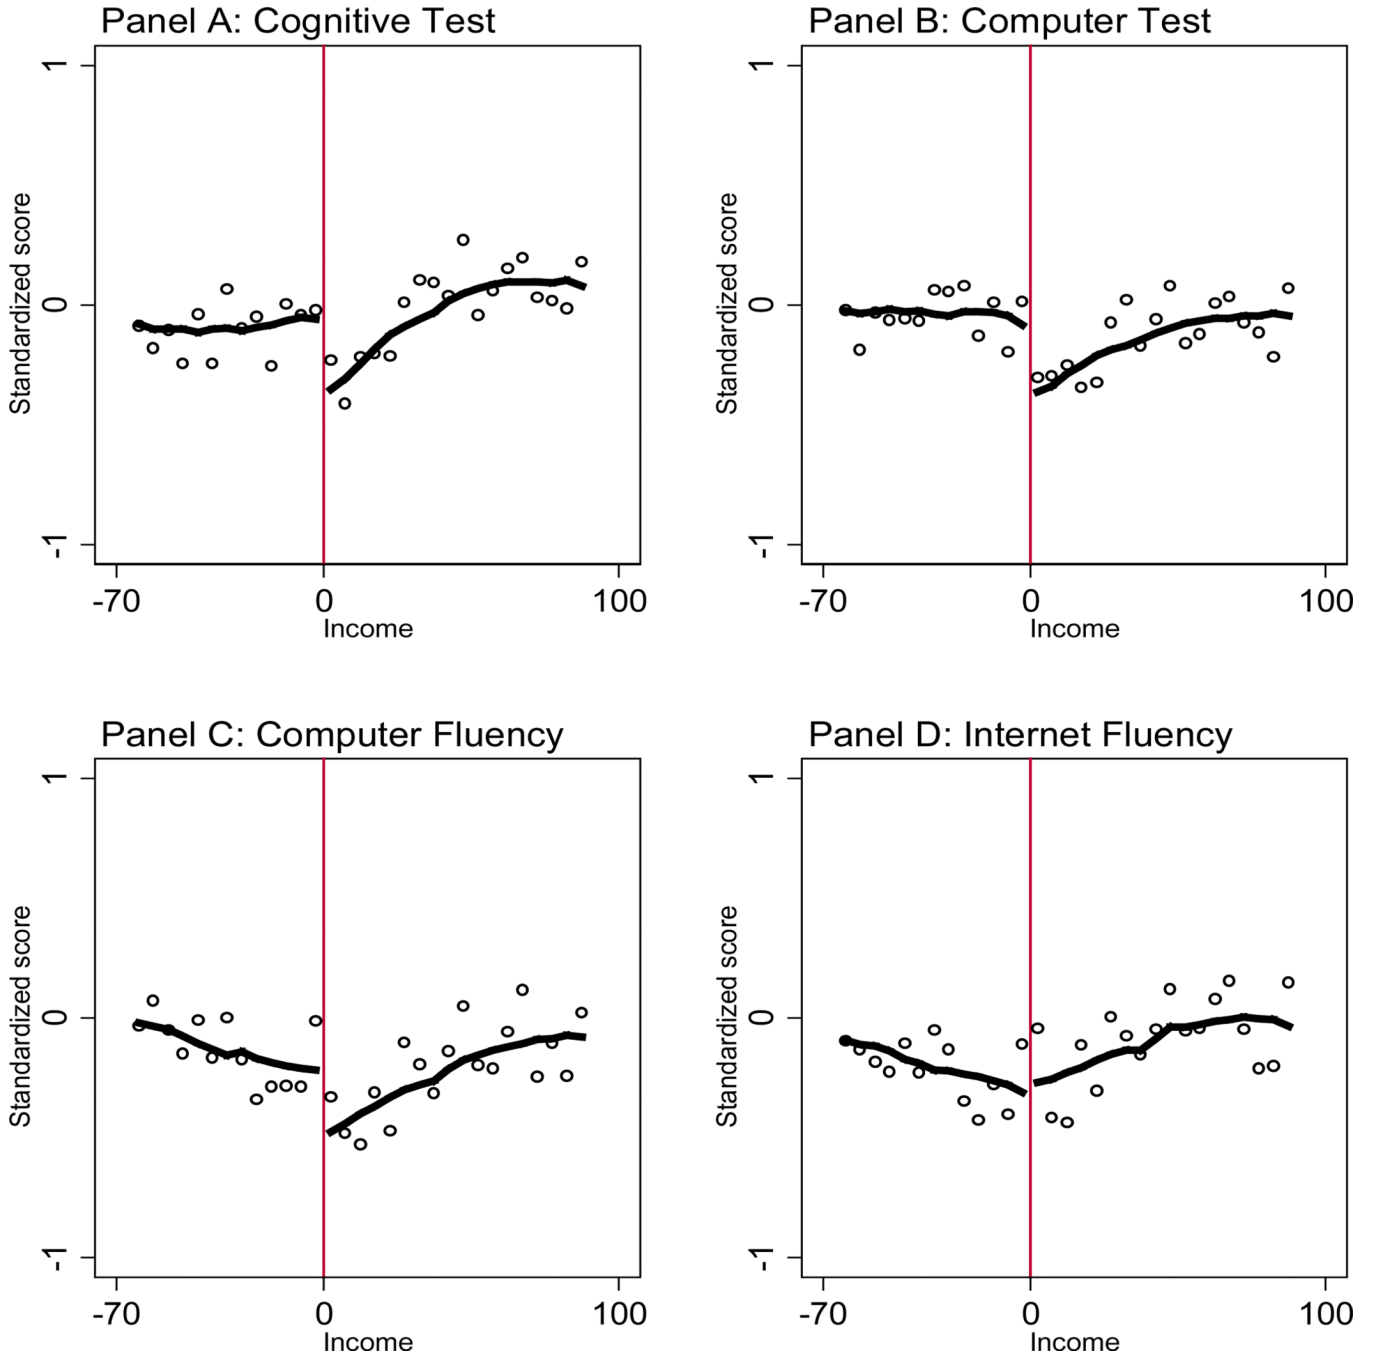 Panel A: Cognitive Test
Standardized score
1
0
-1
-70
0
100
Income
Panel B: Computer Test
Standardized score
1
0
-1
-70
0
100
Income
Panel C: Computer Fluency
Standardized score
1
0
-1
-70
0
100
Income
Panel D: Internet Fluency
Standardized score
1
0
-1
-70
0
100
Income